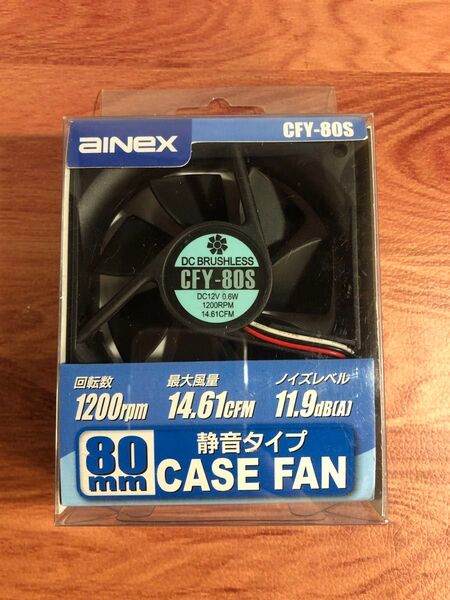 AINEX
CFY-80S
DC BRUSHLESS
CFY-80S
DC12V 0.6W
1200RPM
14.61CFM
回転数 最大風量 ノイズレベル
1200rpm 14.61CFM 11.9dB(A)
80mm
静音タイプ
CASE FAN